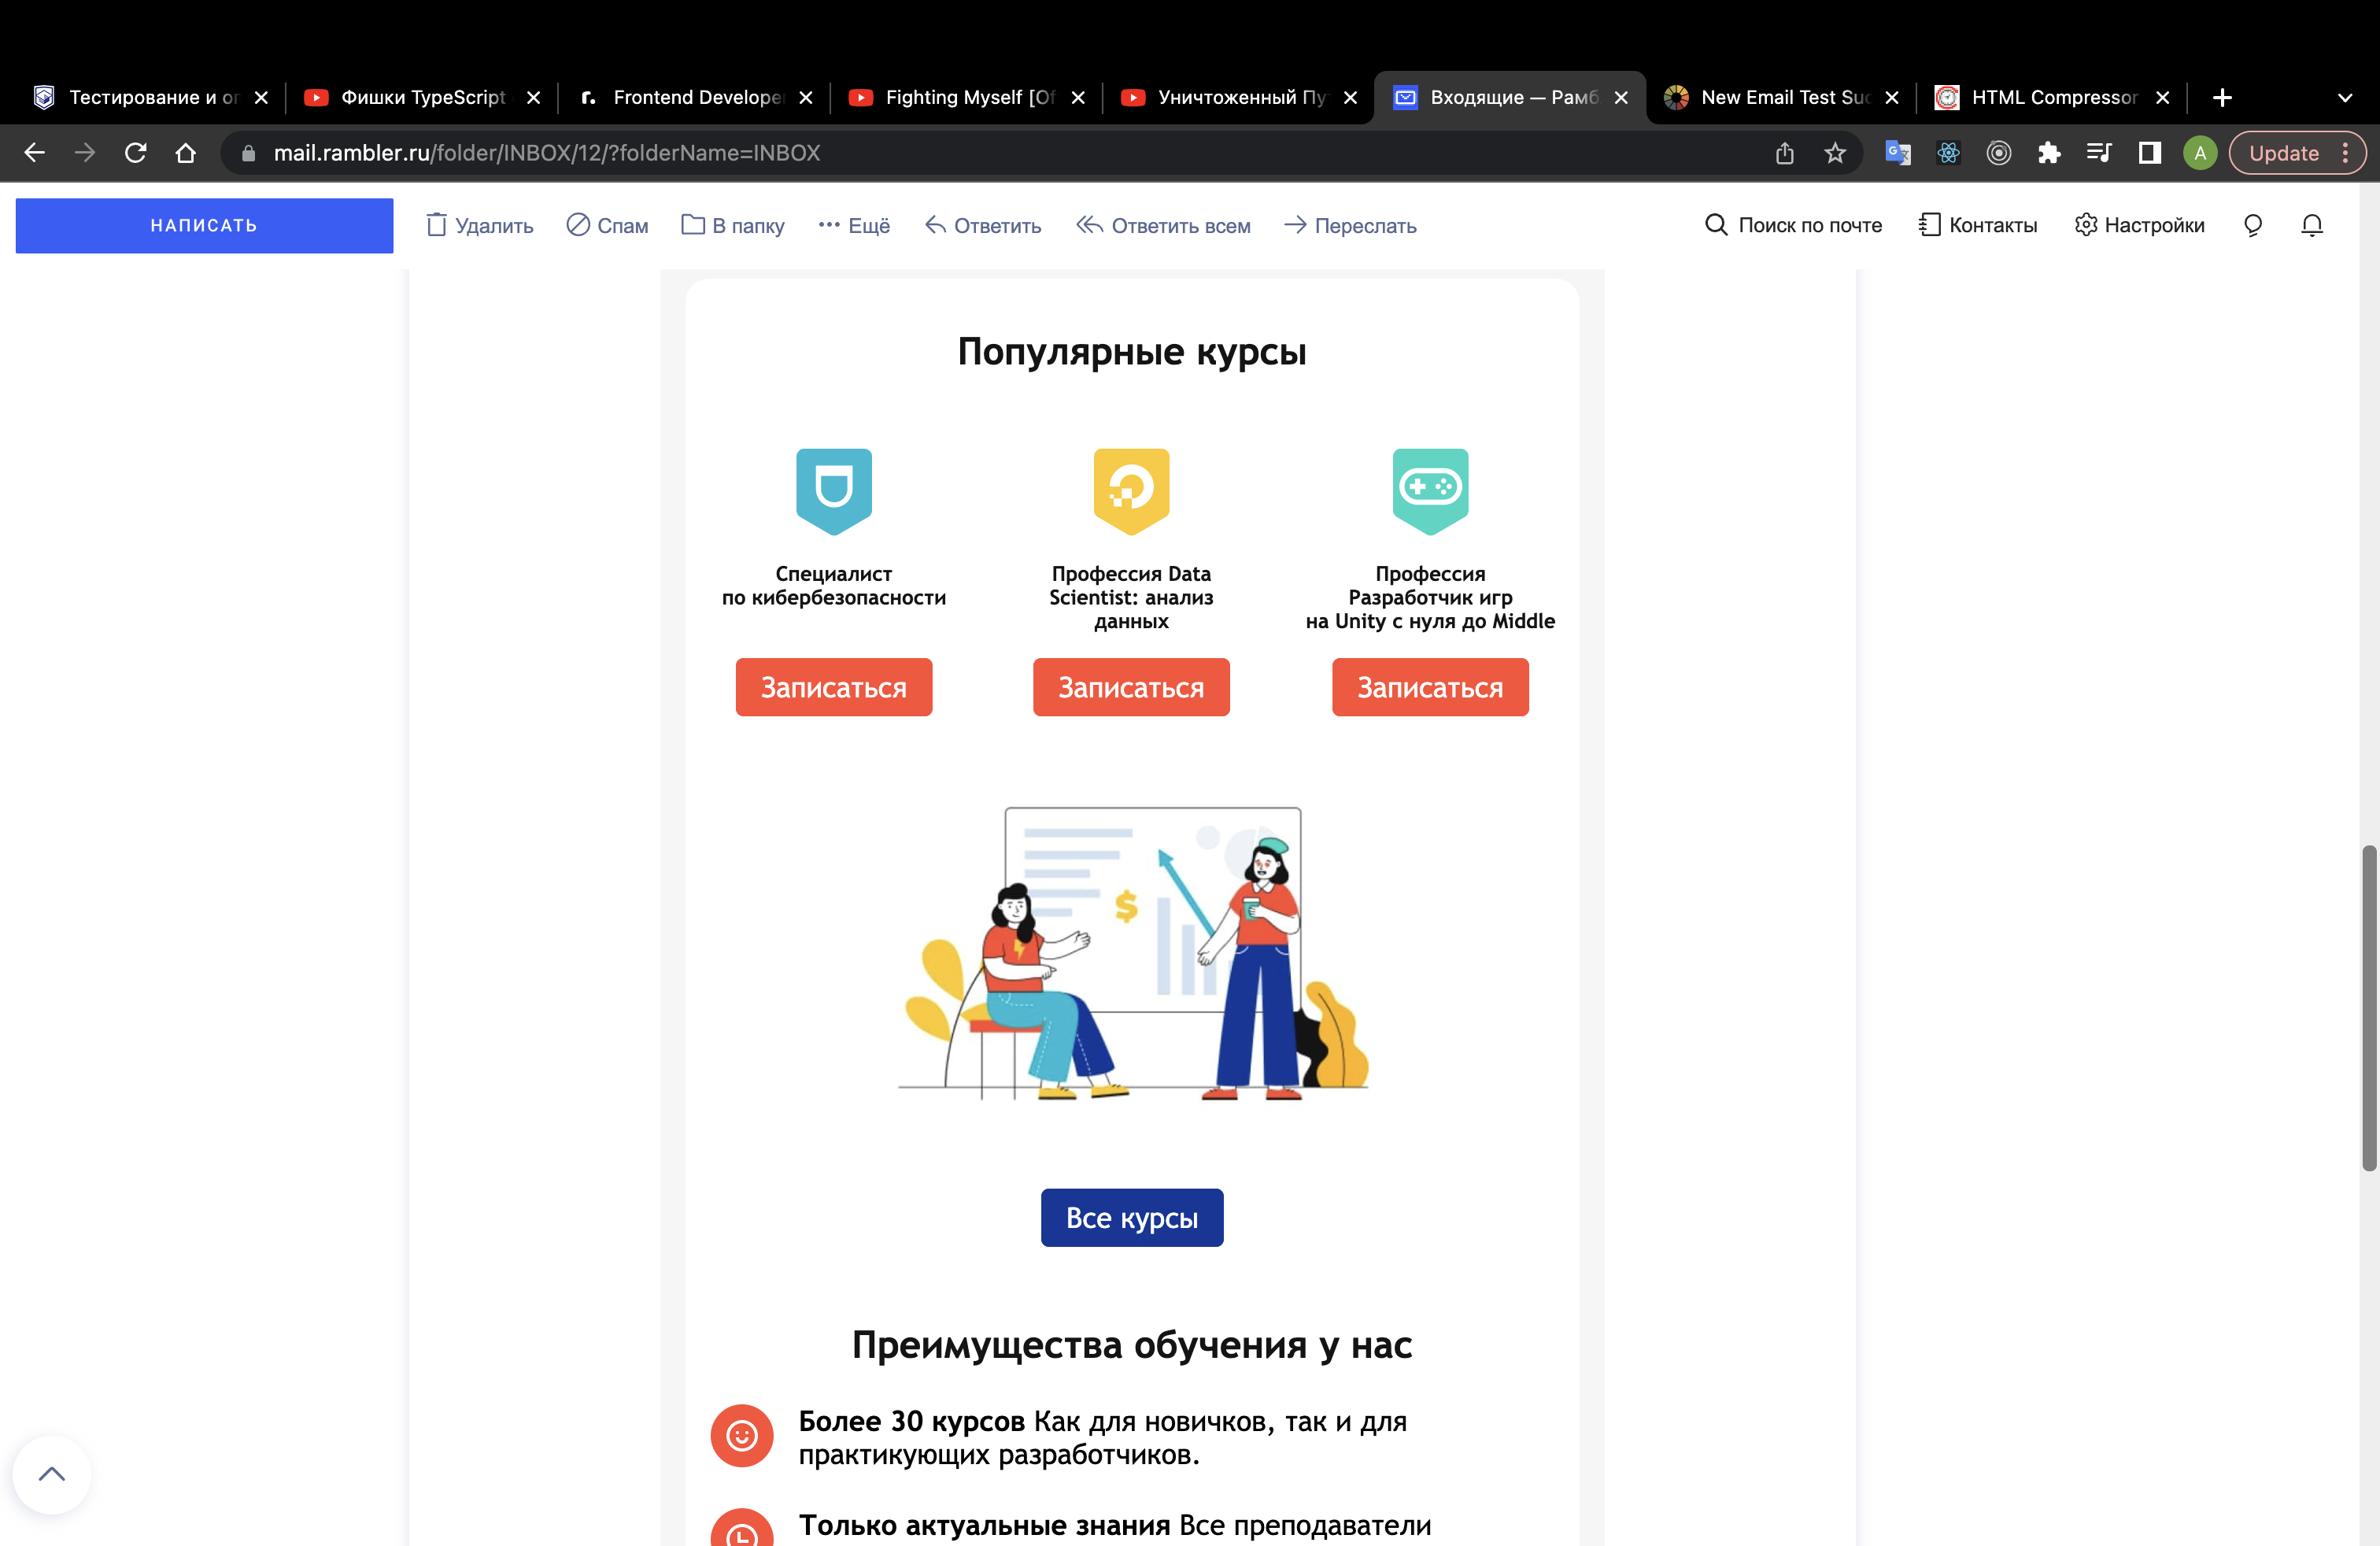 Тестирование и оп
Фишки TypeScript
Frontend Develope
Fighting Myself [Of
Уничтоженный Пу
Входящие — Рамб
New Email Test Suc
HTML Compressor
mail.rambler.ru/folder/INBOX/12/?folderName=INBOX
A
Update
НАПИСАТЬ
Удалить
Спам
В папку
Ещё
Ответить
Ответить всем
Переслать
Поиск по почте
Контакты
Настройки
Популярные курсы
Специалист
по кибербезопасности
Профессия Data
Scientist: анализ
данных
Профессия
Разработчик игр
на Unity с нуля до Middle
Записаться
Записаться
Записаться
$
Все курсы
Преимущества обучения у нас
Более 30 курсов Как для новичков, так и для
практикующих разработчиков.
Только актуальные знания Все преподаватели